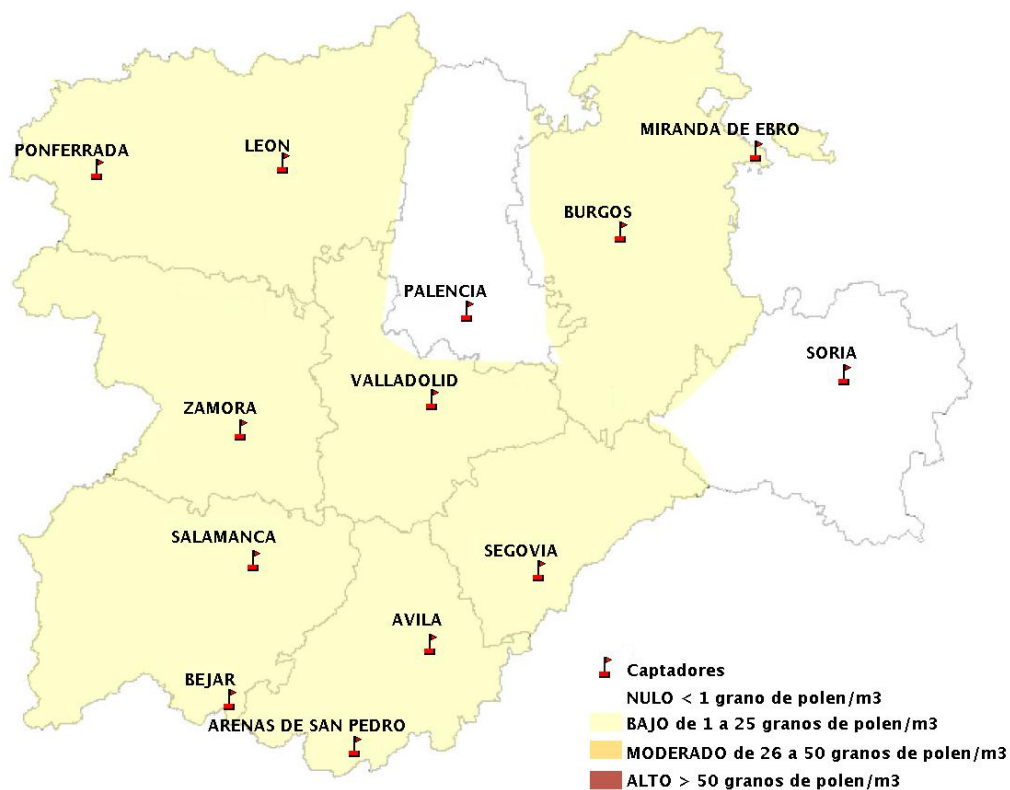 MIRANDA DE EBRO
PONFERRADA
LEON
BURGOS
PALENCIA
SORIA
VALLADOLID
ZAMORA
SALAMANCA
SEGOVIA
AVILA
BEJAR
ARENAS DE SAN PEDRO
Captadores
NULO < 1 grano de polen/m3
BAJO de 1 a 25 granos de polen/m3
MODERADO de 26 a 50 granos de polen/m3
ALTO > 50 granos de polen/m3